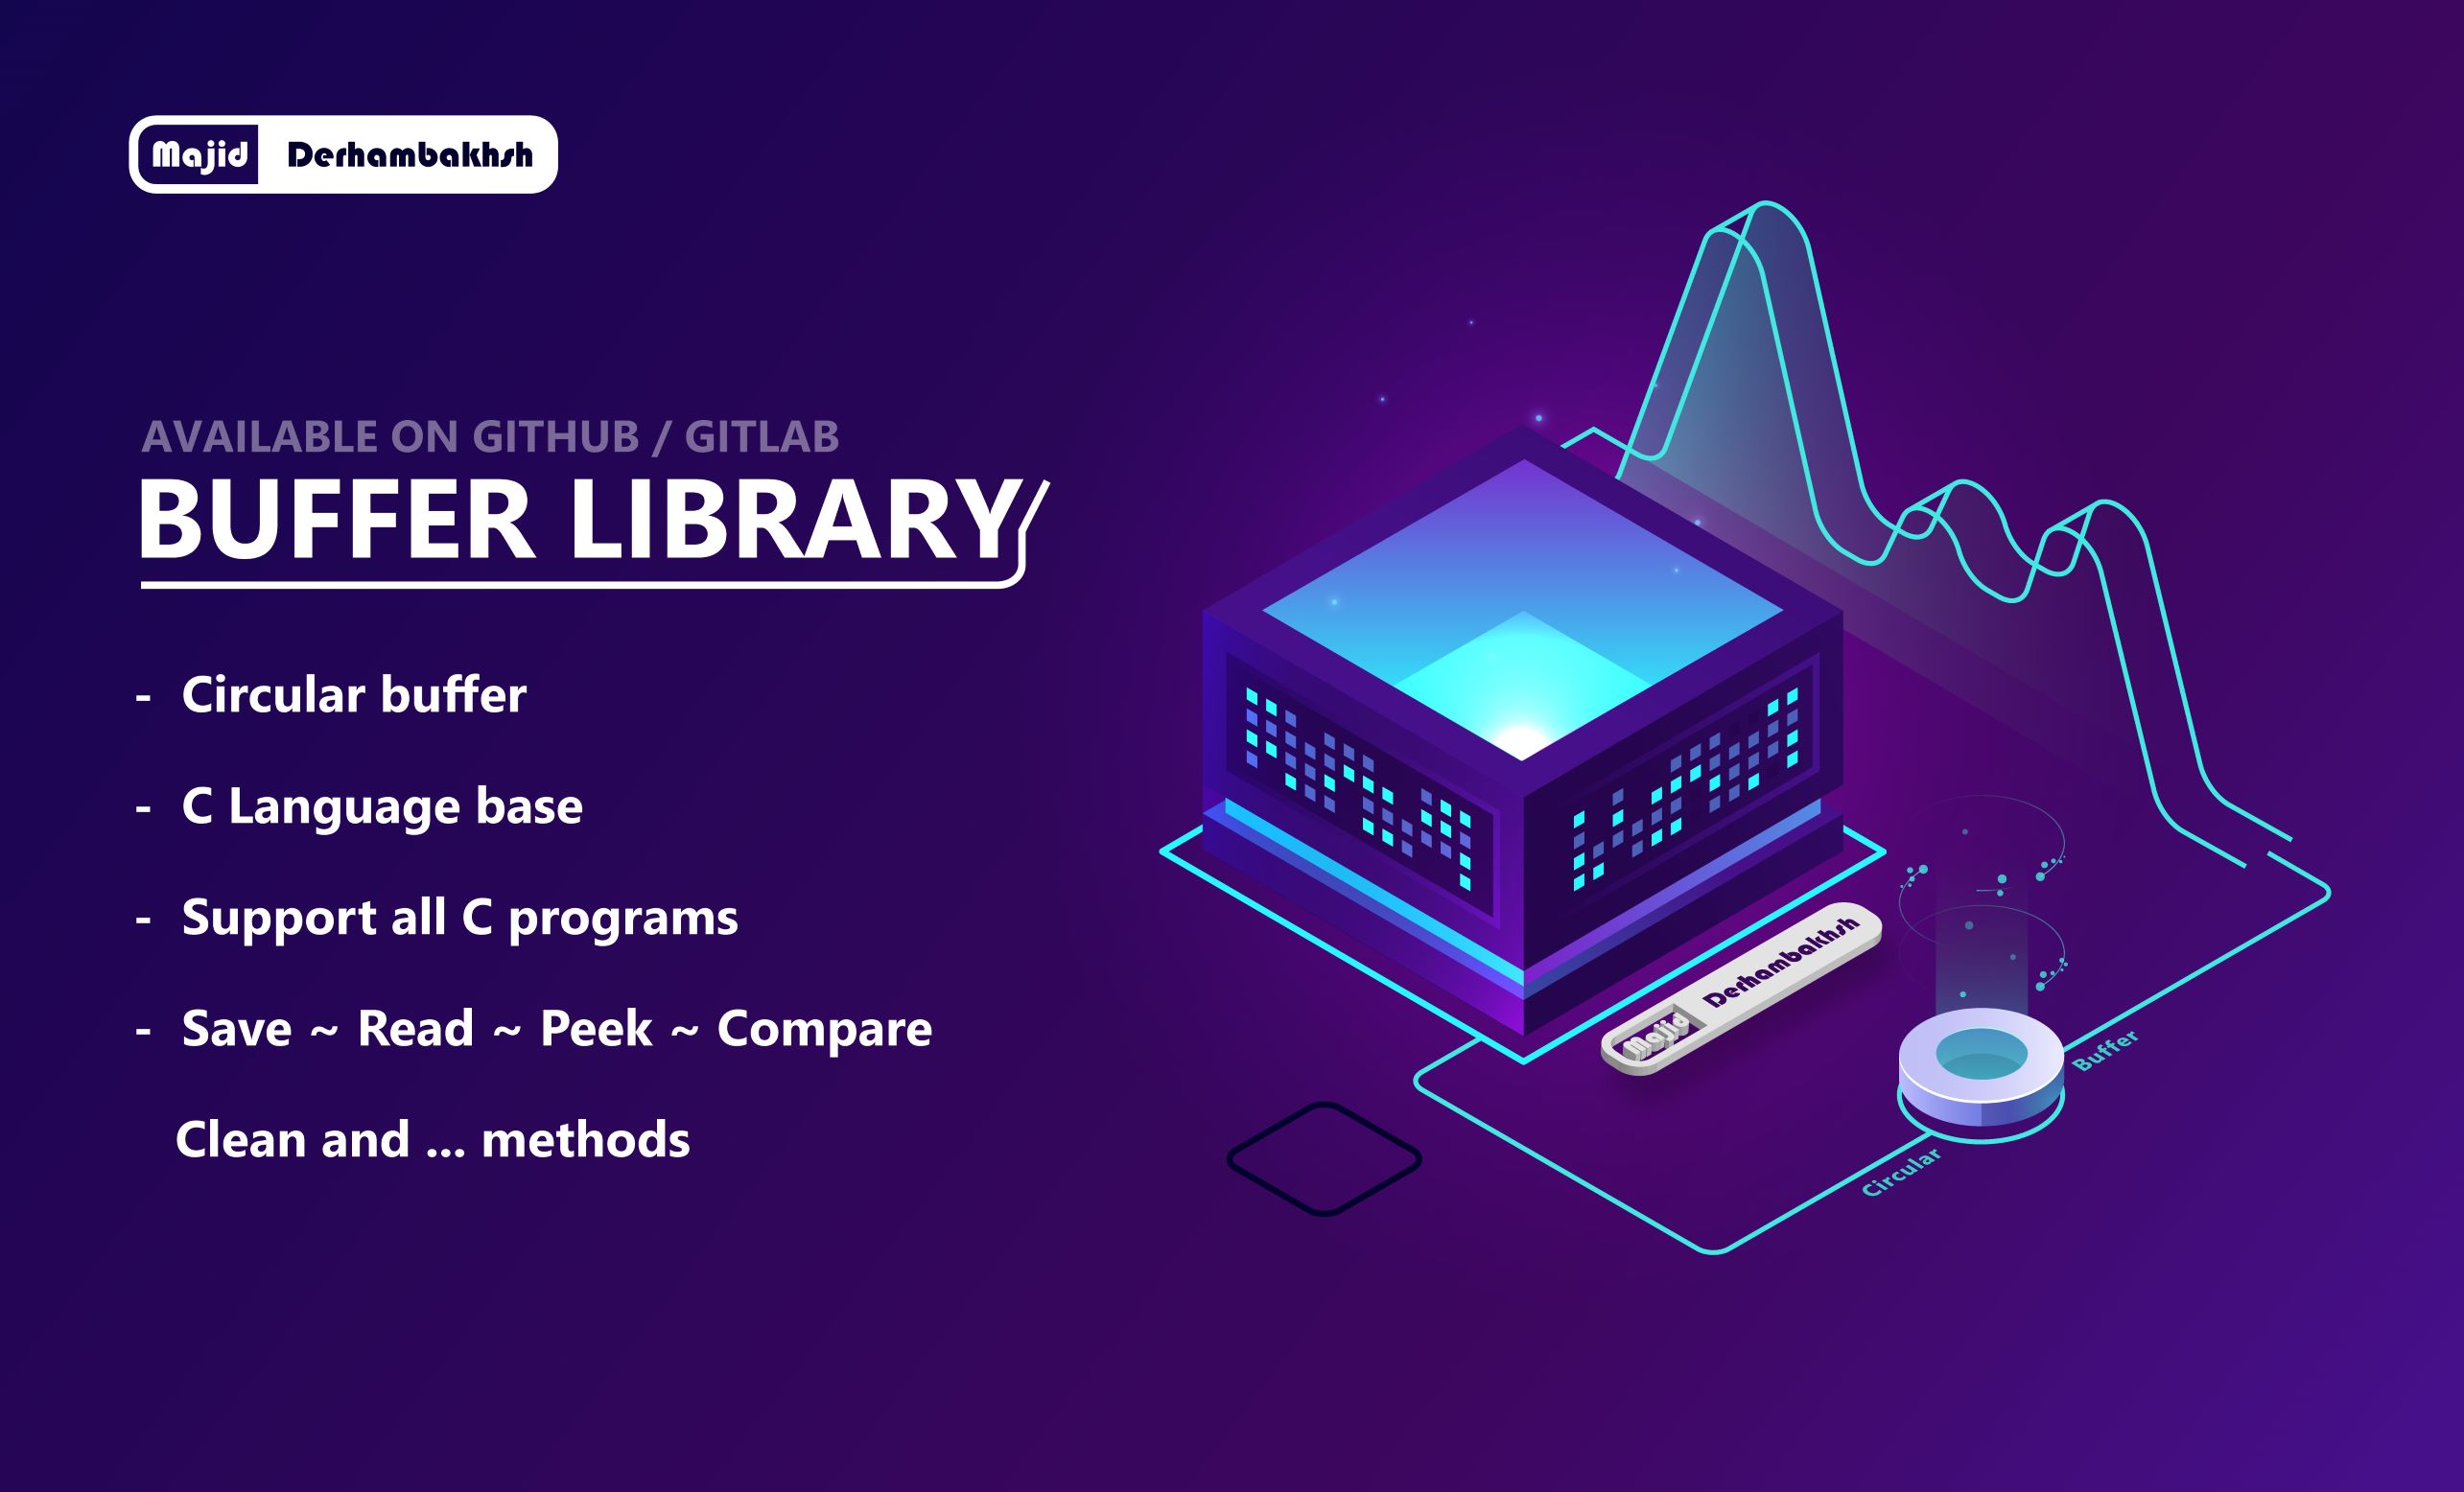 Majid Derhambakhsh
AVAILABLE ON GITHUB / GITLAB
BUFFER LIBRARY
- Circular buffer
- C Language base
- Support all C programs
- Save ~ Read ~ Peek ~ Compare
Clean and ... methods
Majid Derhambakhsh
Circular
Buffer